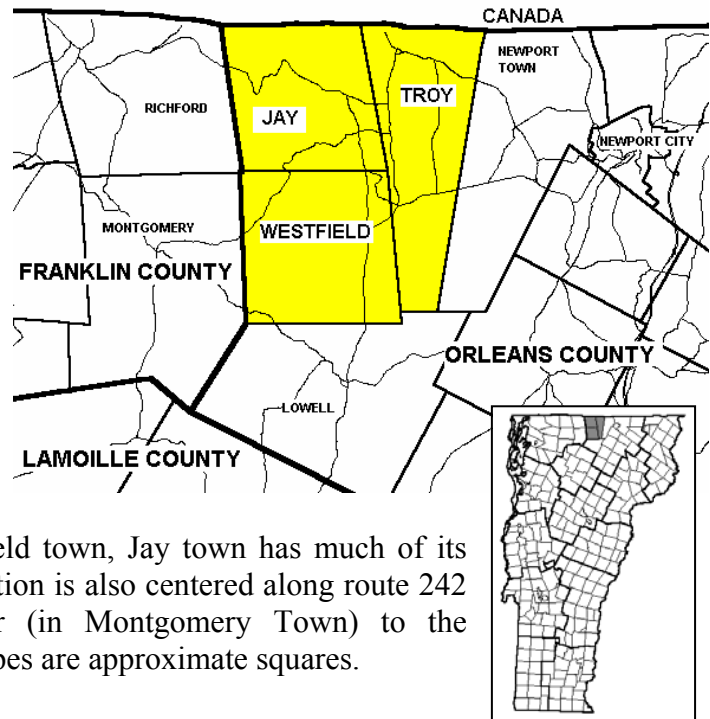 CANADA
NEWPORT
TOWN
TROY
RICHFORD
JAY
NEWPORT CITY
MONTGOMERY
WESTFIELD
FRANKLIN COUNTY
ORLEANS COUNTY
LOWELL
LAMOILLE COUNTY
eld town, Jay town has much of its
tion is also centered along route 242
r (in Montgomery Town) to the
pes are approximate squares.